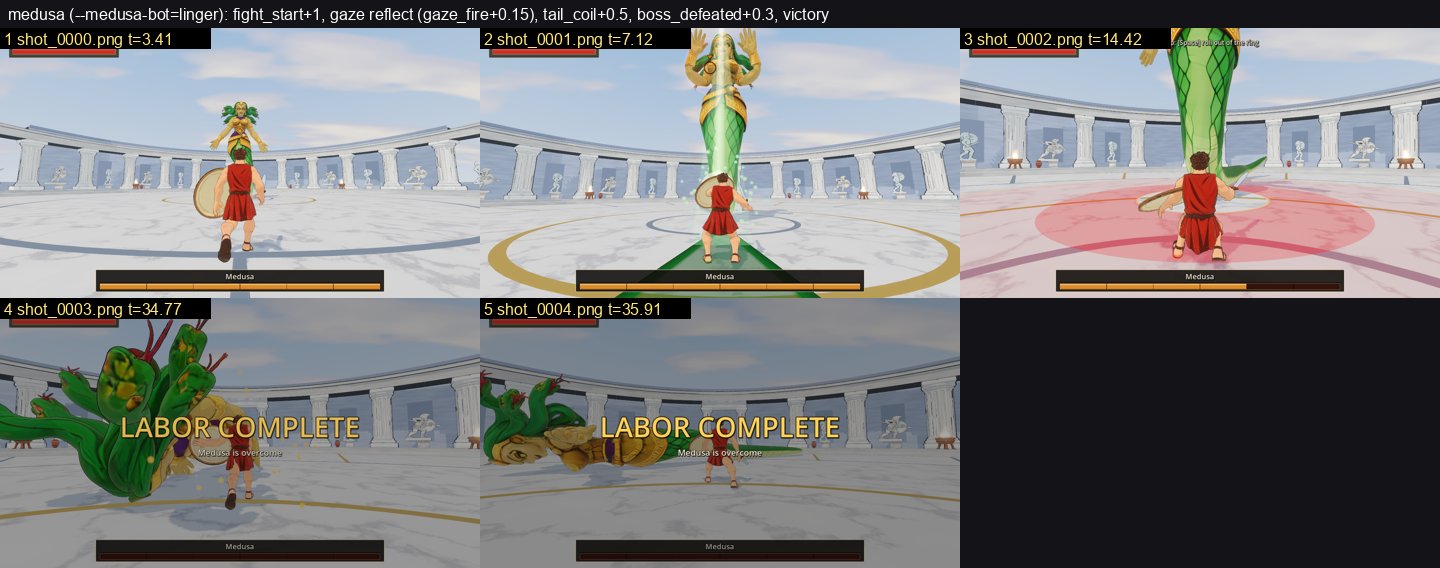 medusa (--medusa-bot=linger): fight_start+1, gaze reflect (gaze_fire+0.15), tail_coil+0.5, boss_defeated+0.3, victory
1 shot_0000.png t=3.41
2 shot_0001.png t=7.12
3 shot_0002.png t=14.42
[Space] roll out of the ring
Medusa
Medusa
Medusa
4 shot_0003.png t=34.77
5 shot_0004.png t=35.91
LABOR COMPLETE
Medusa is overcome
LABOR COMPLETE
Medusa is overcome
Medusa
Medusa